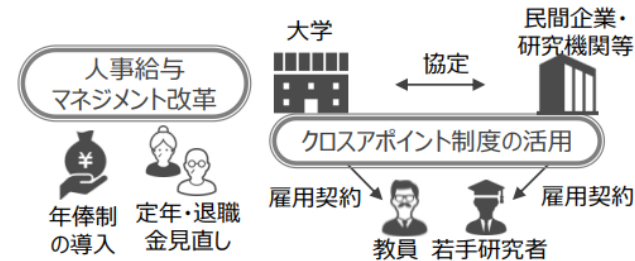 人事給与
マネジメント改革
¥
年俸制
の導入
定年・退職
金見直し
大学
協定
民間企業・
研究機関等
クロスアポイント制度の活用
雇用契約
雇用契約
教員
若手研究者